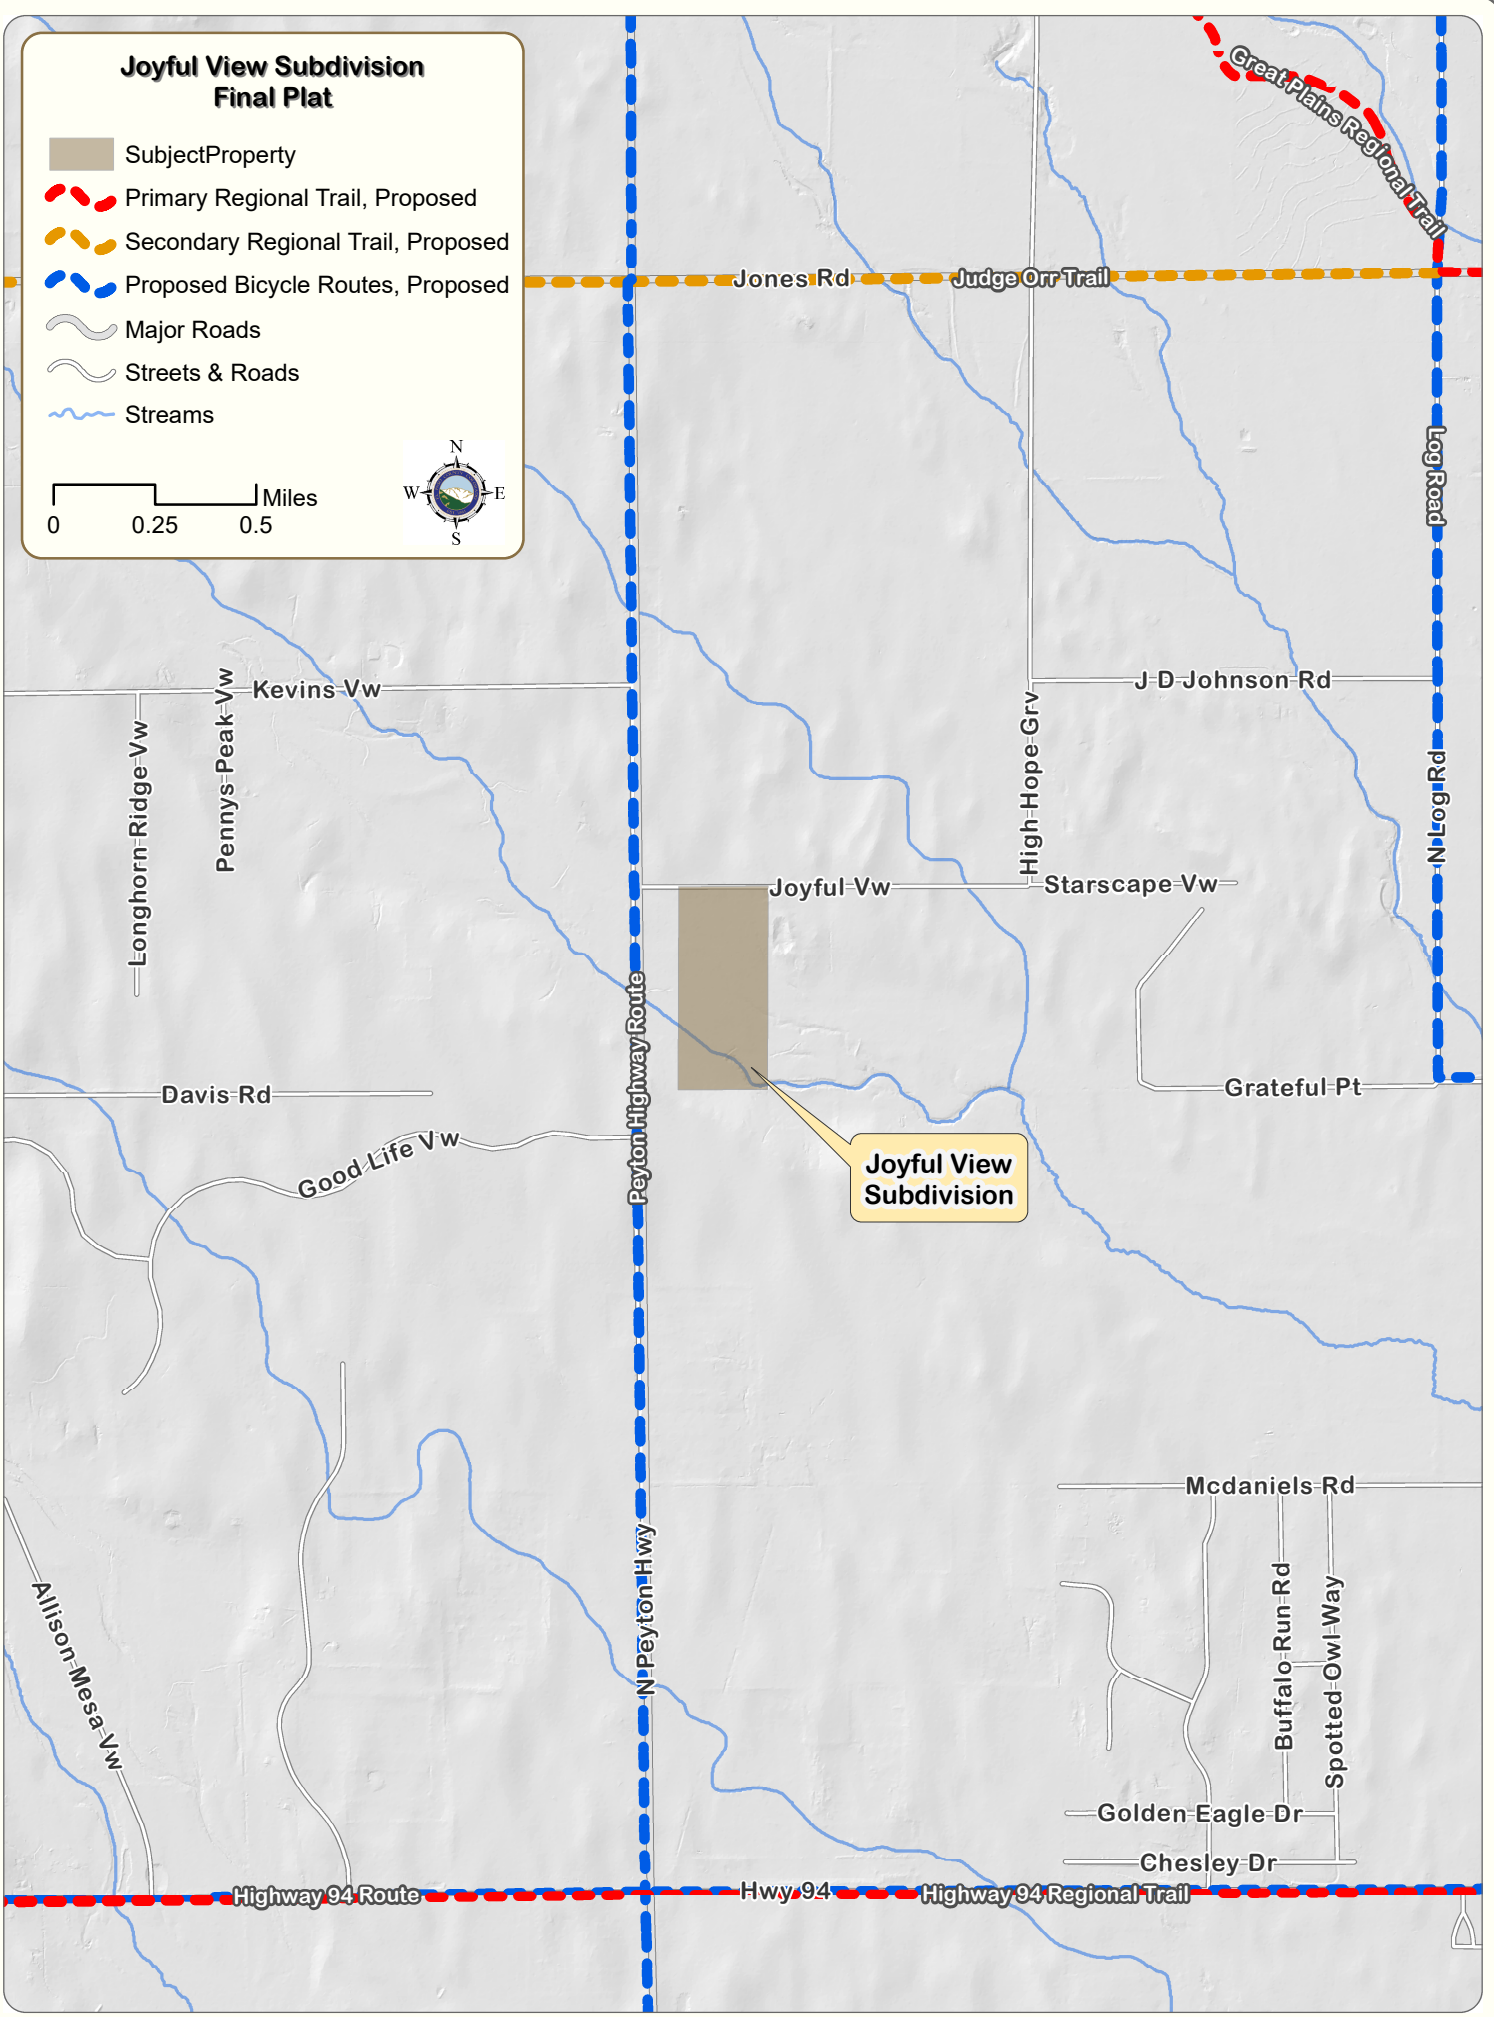 Joyful View Subdivision
Final Plat
SubjectProperty
Primary Regional Trail, Proposed
Secondary Regional Trail, Proposed
Proposed Bicycle Routes, Proposed
Major Roads
Streets & Roads
Streams
Miles
0 0.25 0.5
N
W E
S
Great Plains Regional Trail
Jones Rd
Judge Orr Trail
Log Road
Kevins Vw
J D Johnson Rd
Longhorn Ridge Vw
Pennys Peak Vw
High Hope Grv
N Log Rd
Joyful Vw
Starscape Vw
Peyton Highway Route
Davis Rd
Grateful Pt
Good Life Vw
Joyful View
Subdivision
Mcdaniels Rd
N Peyton Hwy
Allison Mesa Vw
Buffalo Run Rd
Spotted Owl Way
Golden Eagle Dr
Chesley Dr
Highway 94 Route
Hwy 94
Highway 94 Regional Trail